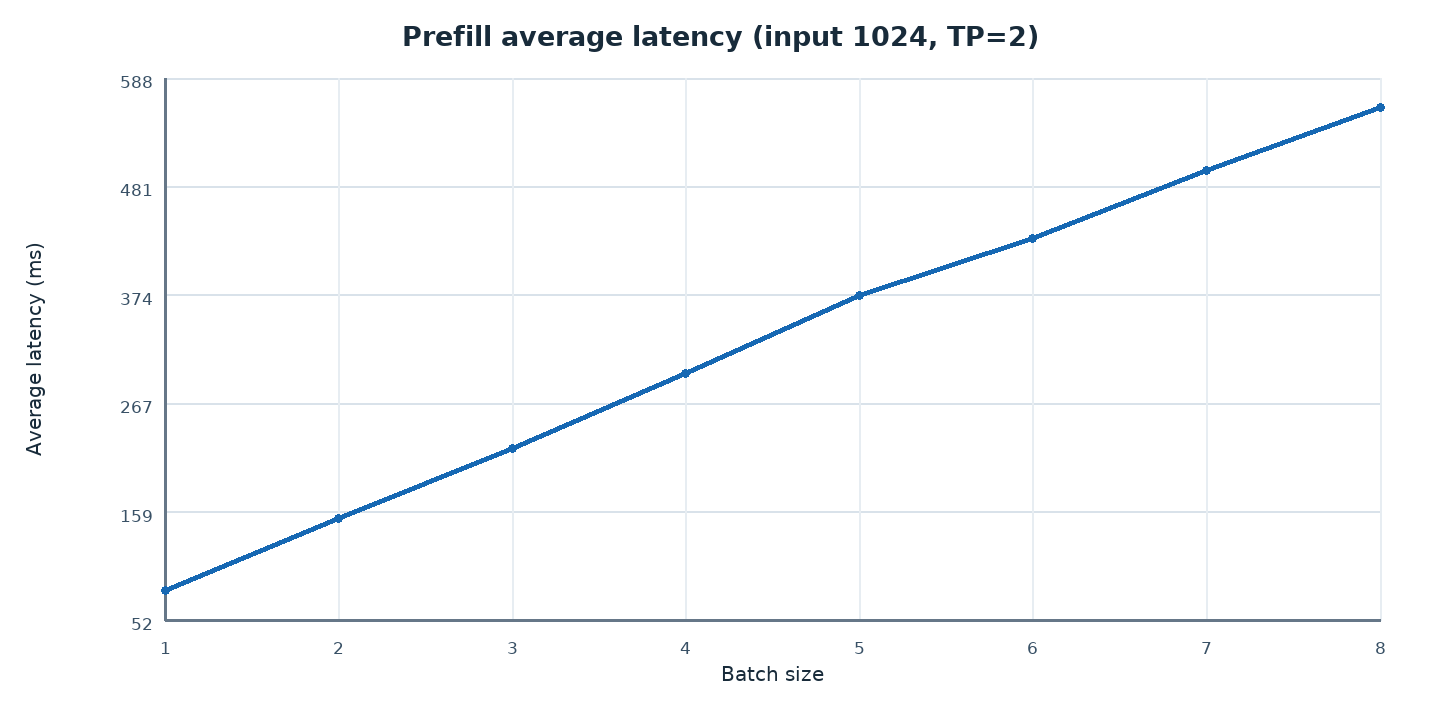 Prefill average latency (input 1024, TP=2)
588
481
374
267
159
52
Average latency (ms)
1 2 3 4 5 6 7 8
Batch size